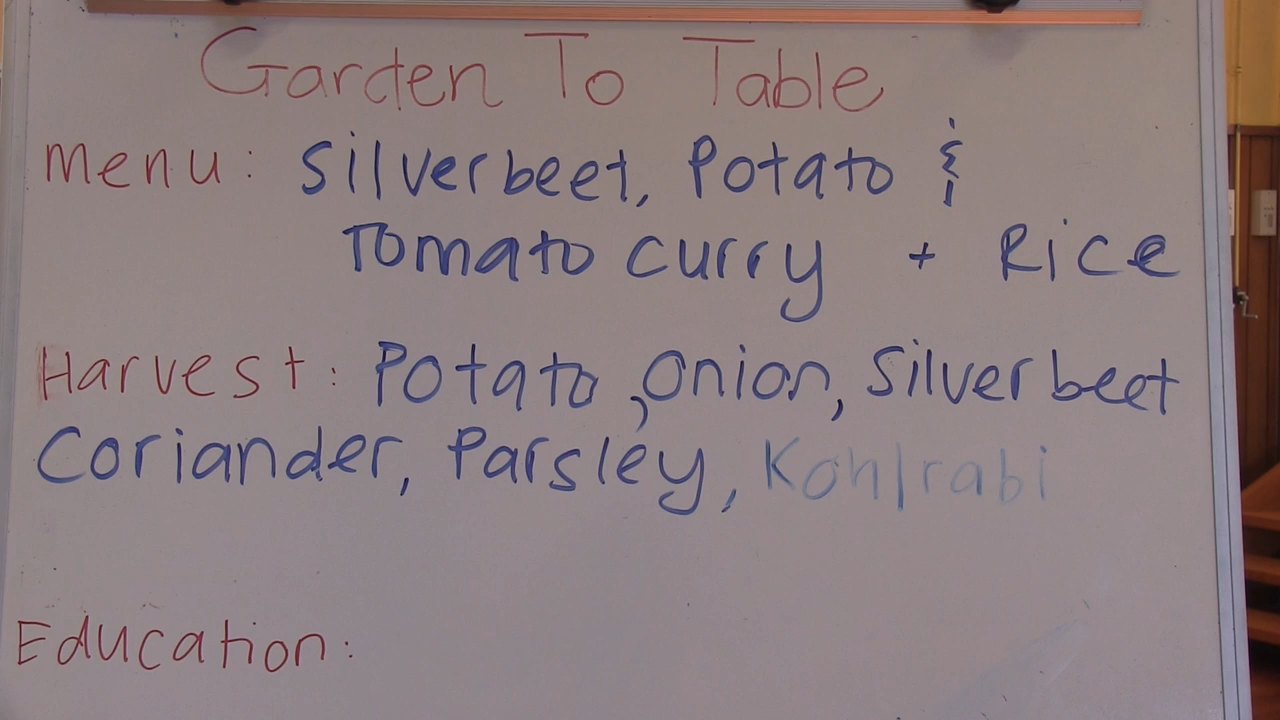 Garden To Table
menu: Silverbeet, Potato &
Tomato curry + Rice
Harvest: Potato, Onion, Silverbeet
Coriander, Parsley, Kohlrabi
Education: